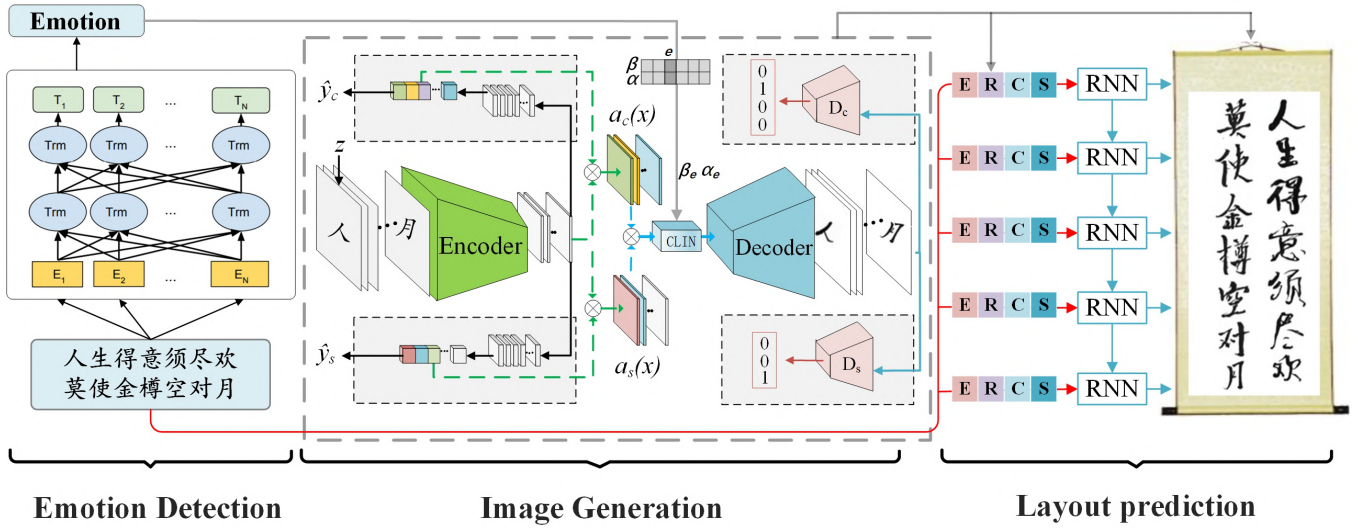 Emotion
T1 T2 ... TN
Trm Trm ... Trm
Trm Trm ... Trm
E1 E2 ... EN
人生得意须尽欢
莫使金樽空对月
Emotion Detection
ŷc
z
人 ... 月
Encoder
ŷs
ac(x)
as(x)
e
β
α
βe αe
CLIN
Decoder
人 ... 月
0
1
0
0
Dc
0
0
1
Ds
Image Generation
E R C S RNN
E R C S RNN
E R C S RNN
E R C S RNN
E R C S RNN
人生得意须尽欢
莫使金樽空对月
Layout prediction